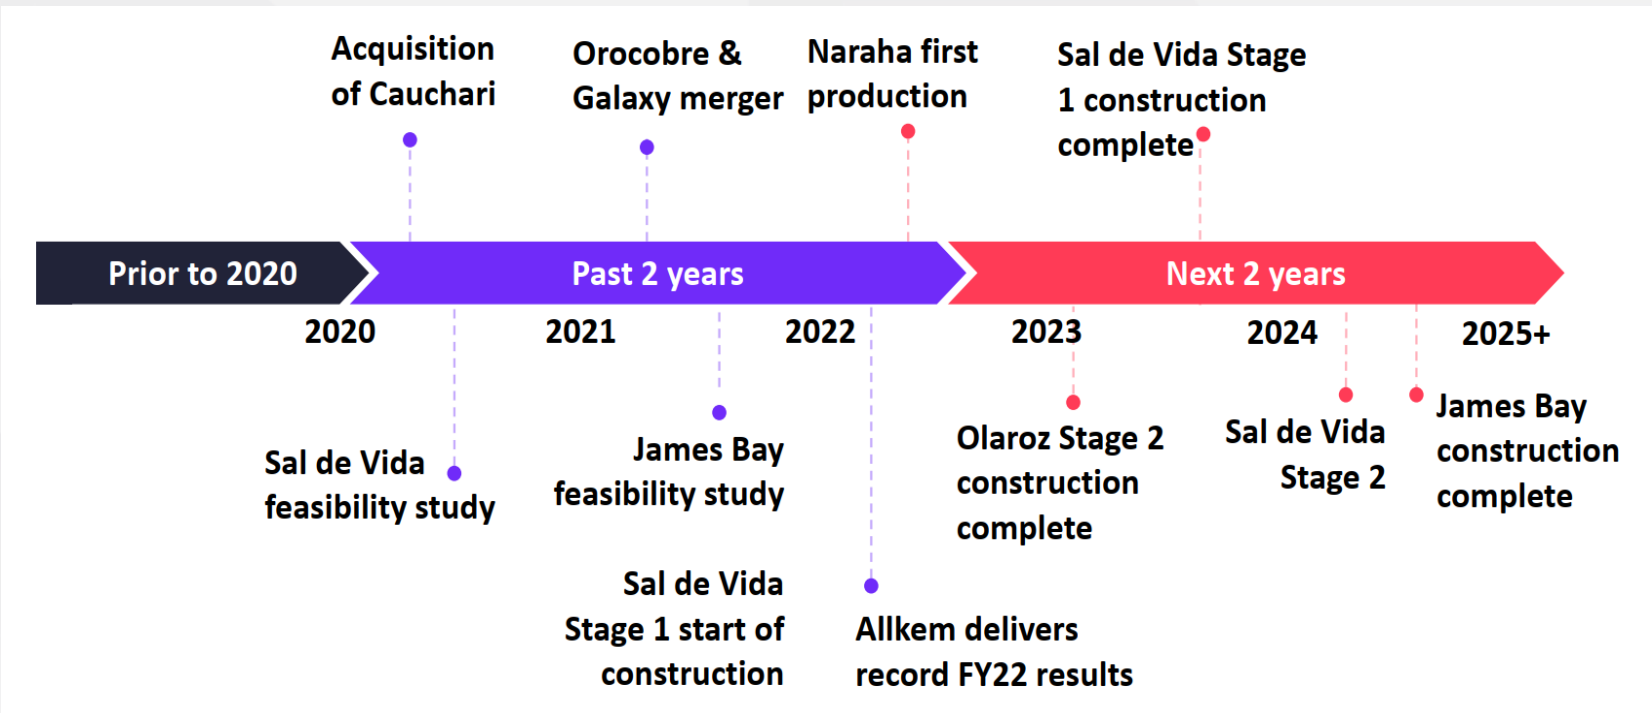 Acquisition
of Cauchari
Orocobre &
Galaxy merger
Naraha first
production
Sal de Vida Stage
1 construction
complete
Prior to 2020
Past 2 years
Next 2 years
2020
2021
2022
2023
2024
2025+
Sal de Vida
feasibility study
James Bay
feasibility study
Sal de Vida
Stage 1 start of
construction
Allkem delivers
record FY22 results
Olaroz Stage 2
construction
complete
Sal de Vida
Stage 2
James Bay
construction
complete